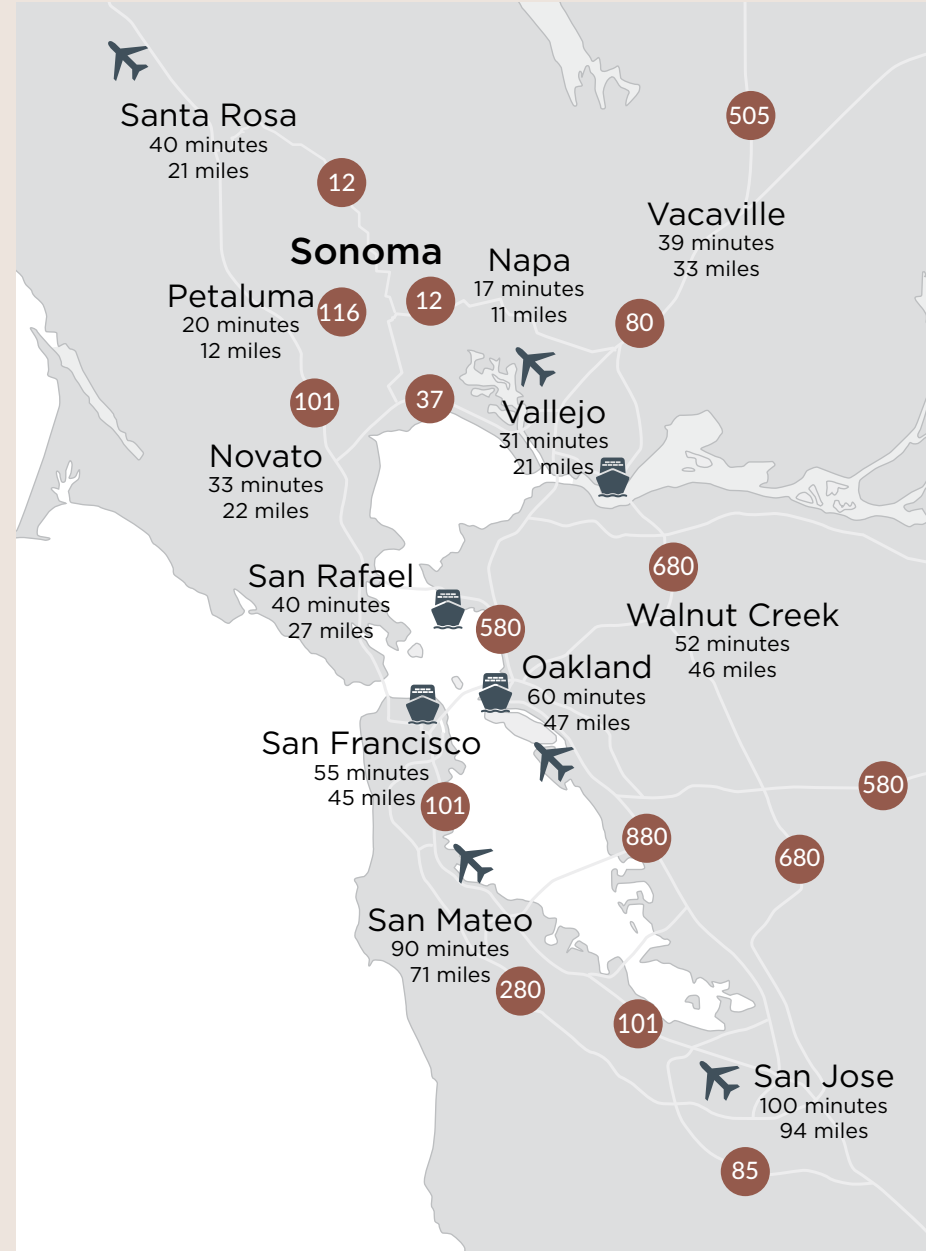 Santa Rosa
40 minutes
21 miles
505
12
Vacaville
39 minutes
33 miles
Sonoma
Napa
17 minutes
11 miles
Petaluma
20 minutes
12 miles
116
12
80
101
37
Vallejo
31 minutes
21 miles
Novato
33 minutes
22 miles
680
San Rafael
40 minutes
27 miles
580
Walnut Creek
52 minutes
46 miles
Oakland
60 minutes
47 miles
San Francisco
55 minutes
45 miles
101
580
880
680
San Mateo
90 minutes
71 miles
280
101
San Jose
100 minutes
94 miles
85